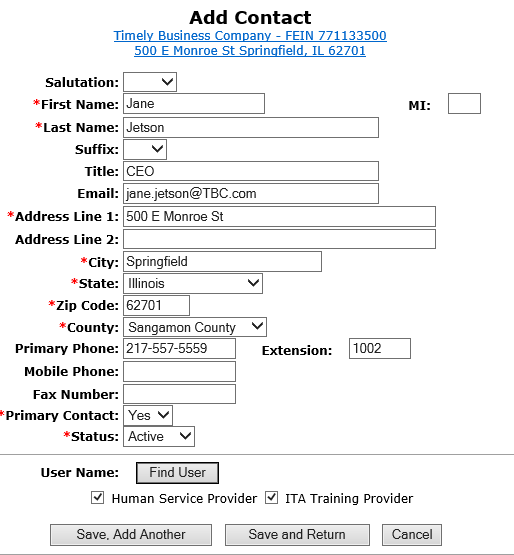 Add Contact
Timely Business Company - FEIN 771133500
500 E Monroe St Springfield, IL 62701
Salutation:
*First Name: Jane MI:
*Last Name: Jetson
Suffix:
Title: CEO
Email: jane.jetson@TBC.com
*Address Line 1: 500 E Monroe St
Address Line 2:
*City: Springfield
*State: Illinois
*Zip Code: 62701
*County: Sangamon County
Primary Phone: 217-557-5559 Extension: 1002
Mobile Phone:
Fax Number:
*Primary Contact: Yes
*Status: Active
User Name: Find User
Human Service Provider ITA Training Provider
Save, Add Another Save and Return Cancel